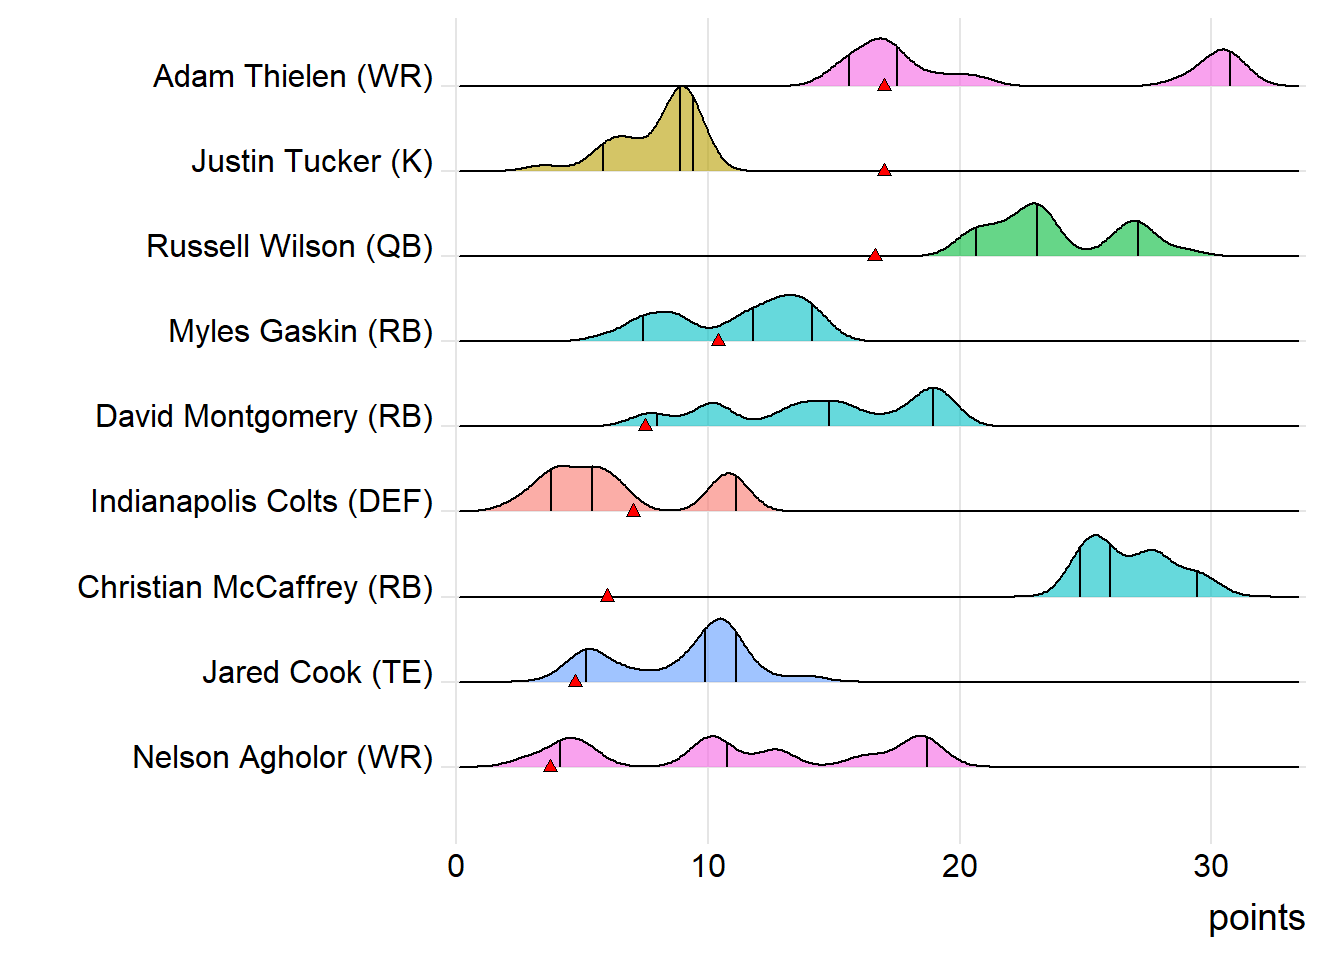 Adam Thielen (WR)
Justin Tucker (K)
Russell Wilson (QB)
Myles Gaskin (RB)
David Montgomery (RB)
Indianapolis Colts (DEF)
Christian McCaffrey (RB)
Jared Cook (TE)
Nelson Agholor (WR)
0 10 20 30
points